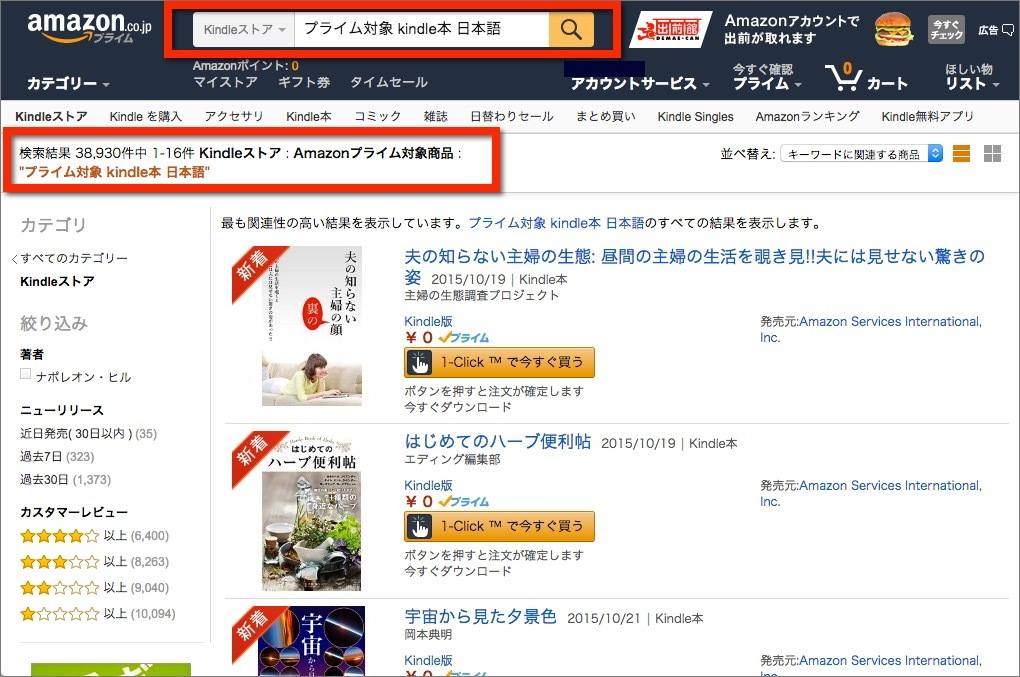 amazon.co.jp
プライム
Kindleストア
プライム対象 kindle本 日本語
出前館
DEMAE-CAN
Amazonアカウントで
出前が取れます
今すぐ
チェック
広告
カテゴリー
Amazonポイント: 0
マイストア ギフト券 タイムセール
アカウントサービス
今すぐ確認
プライム
0
カート
ほしい物
リスト
Kindleストア Kindle を購入 アクセサリ Kindle本 コミック 雑誌 日替わりセール まとめ買い Kindle Singles Amazonランキング Kindle無料アプリ
検索結果 38,930件中 1-16件 Kindleストア : Amazonプライム対象商品 :
"プライム対象 kindle本 日本語"
並べ替え: キーワードに関連する商品
カテゴリ
すべてのカテゴリー
Kindleストア
絞り込み
著者
ナポレオン・ヒル
ニューリリース
近日発売( 30日以内 ) (35)
過去7日 (323)
過去30日 (1,373)
カスタマーレビュー
以上 (6,400)
以上 (8,263)
以上 (9,040)
以上 (10,094)
最も関連性の高い結果を表示しています。プライム対象 kindle本 日本語のすべての結果を表示します。
新着
夫の知らない
主婦の顔
裏の
夫の知らない主婦の生態: 昼間の主婦の生活を覗き見!!夫には見せない驚きの
姿 2015/10/19 | Kindle本
主婦の生態調査プロジェクト
Kindle版
￥ 0 プライム
1-Click ™ で今すぐ買う
ボタンを押すと注文が確定します
今すぐダウンロード
発売元:Amazon Services International,
Inc.
新着
はじめての
ハーブ便利帖
はじめてのハーブ便利帖 2015/10/19 | Kindle本
エディング編集部
Kindle版
￥ 0 プライム
1-Click ™ で今すぐ買う
ボタンを押すと注文が確定します
今すぐダウンロード
発売元:Amazon Services International,
Inc.
新着
宇宙
から
宇宙から見た夕景色 2015/10/21 | Kindle本
岡本典明
Kindle版
￥ 0 プライム
発売元:Amazon Services International,
Inc.